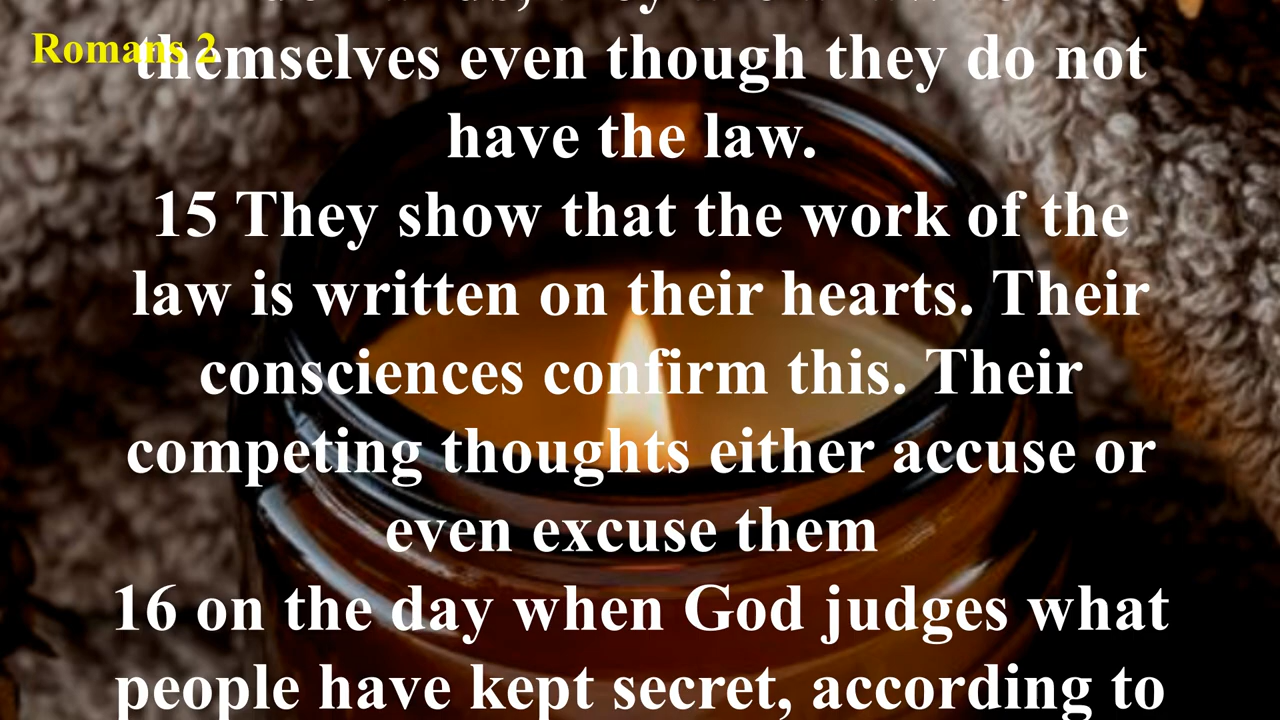 Romans 2
themselves even though they do not
have the law.
15 They show that the work of the
law is written on their hearts. Their
consciences confirm this. Their
competing thoughts either accuse or
even excuse them
16 on the day when God judges what
people have kept secret, according to